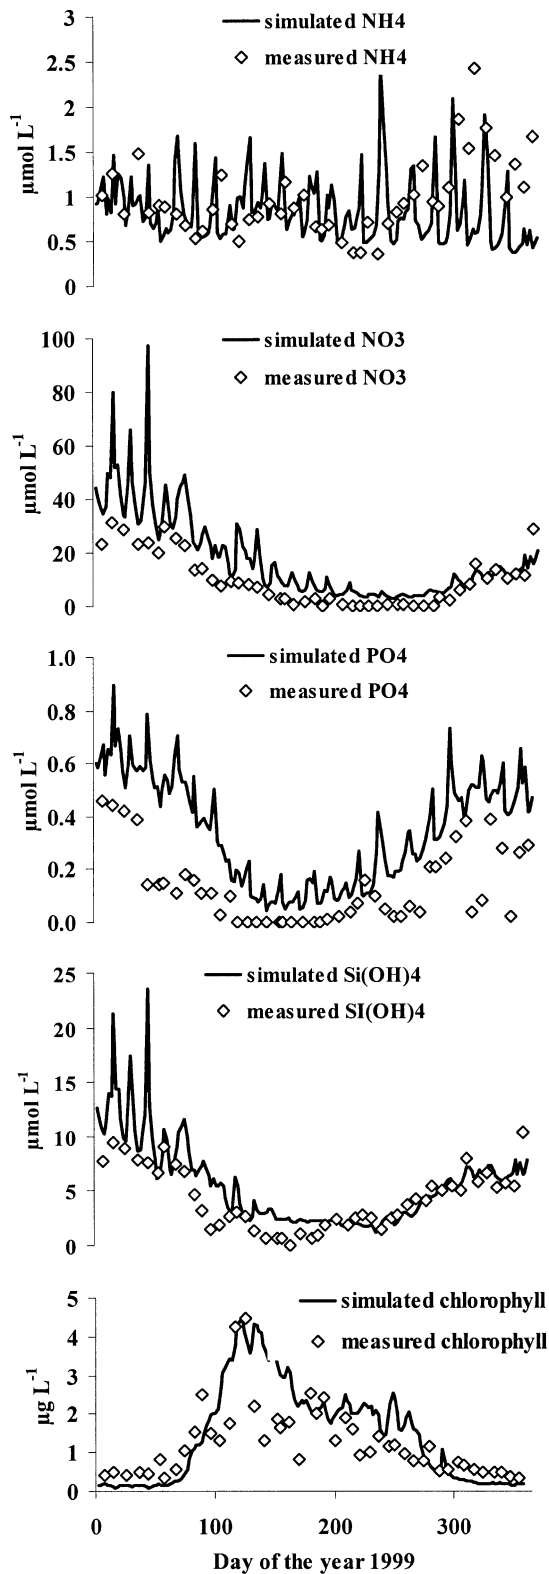 simulated NH4
measured NH4
3
2.5
2
1.5
1
0.5
0
µmol L-1
simulated NO3
measured NO3
100
80
60
40
20
0
µmol L-1
simulated PO4
measured PO4
1.0
0.8
0.6
0.4
0.2
0.0
µmol L-1
simulated Si(OH)4
measured SI(OH)4
25
20
15
10
5
0
µmol L-1
simulated chlorophyll
measured chlorophyll
5
4
3
2
1
0
µg L-1
0 100 200 300
Day of the year 1999